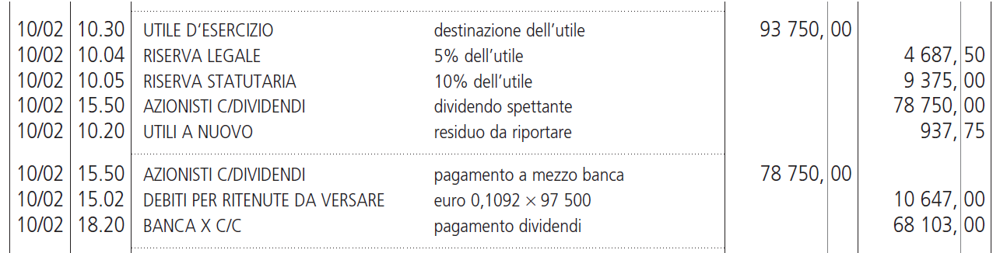 10/02 10.30 UTILE D’ESERCIZIO destinazione dell’utile 93 750, 00
10/02 10.04 RISERVA LEGALE 5% dell’utile 4 687, 50
10/02 10.05 RISERVA STATUTARIA 10% dell’utile 9 375, 00
10/02 15.50 AZIONISTI C/DIVIDENDI dividendo spettante 78 750, 00
10/02 10.20 UTILI A NUOVO residuo da riportare 937, 75
10/02 15.50 AZIONISTI C/DIVIDENDI pagamento a mezzo banca 78 750, 00
10/02 15.02 DEBITI PER RITENUTE DA VERSARE euro 0,1092 × 97 500 10 647, 00
10/02 18.20 BANCA X C/C pagamento dividendi 68 103, 00